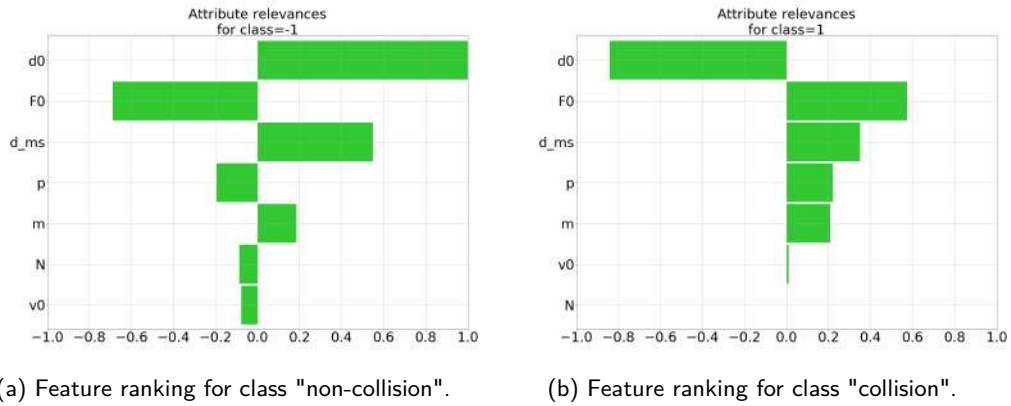 Attribute relevances
for class=-1
d0
F0
d_ms
p
m
N
v0
−1.0 −0.8 −0.6 −0.4 −0.2 0.0 0.2 0.4 0.6 0.8 1.0
(a) Feature ranking for class "non-collision".
Attribute relevances
for class=1
d0
F0
d_ms
p
m
v0
N
−1.0 −0.8 −0.6 −0.4 −0.2 0.0 0.2 0.4 0.6 0.8 1.0
(b) Feature ranking for class "collision".